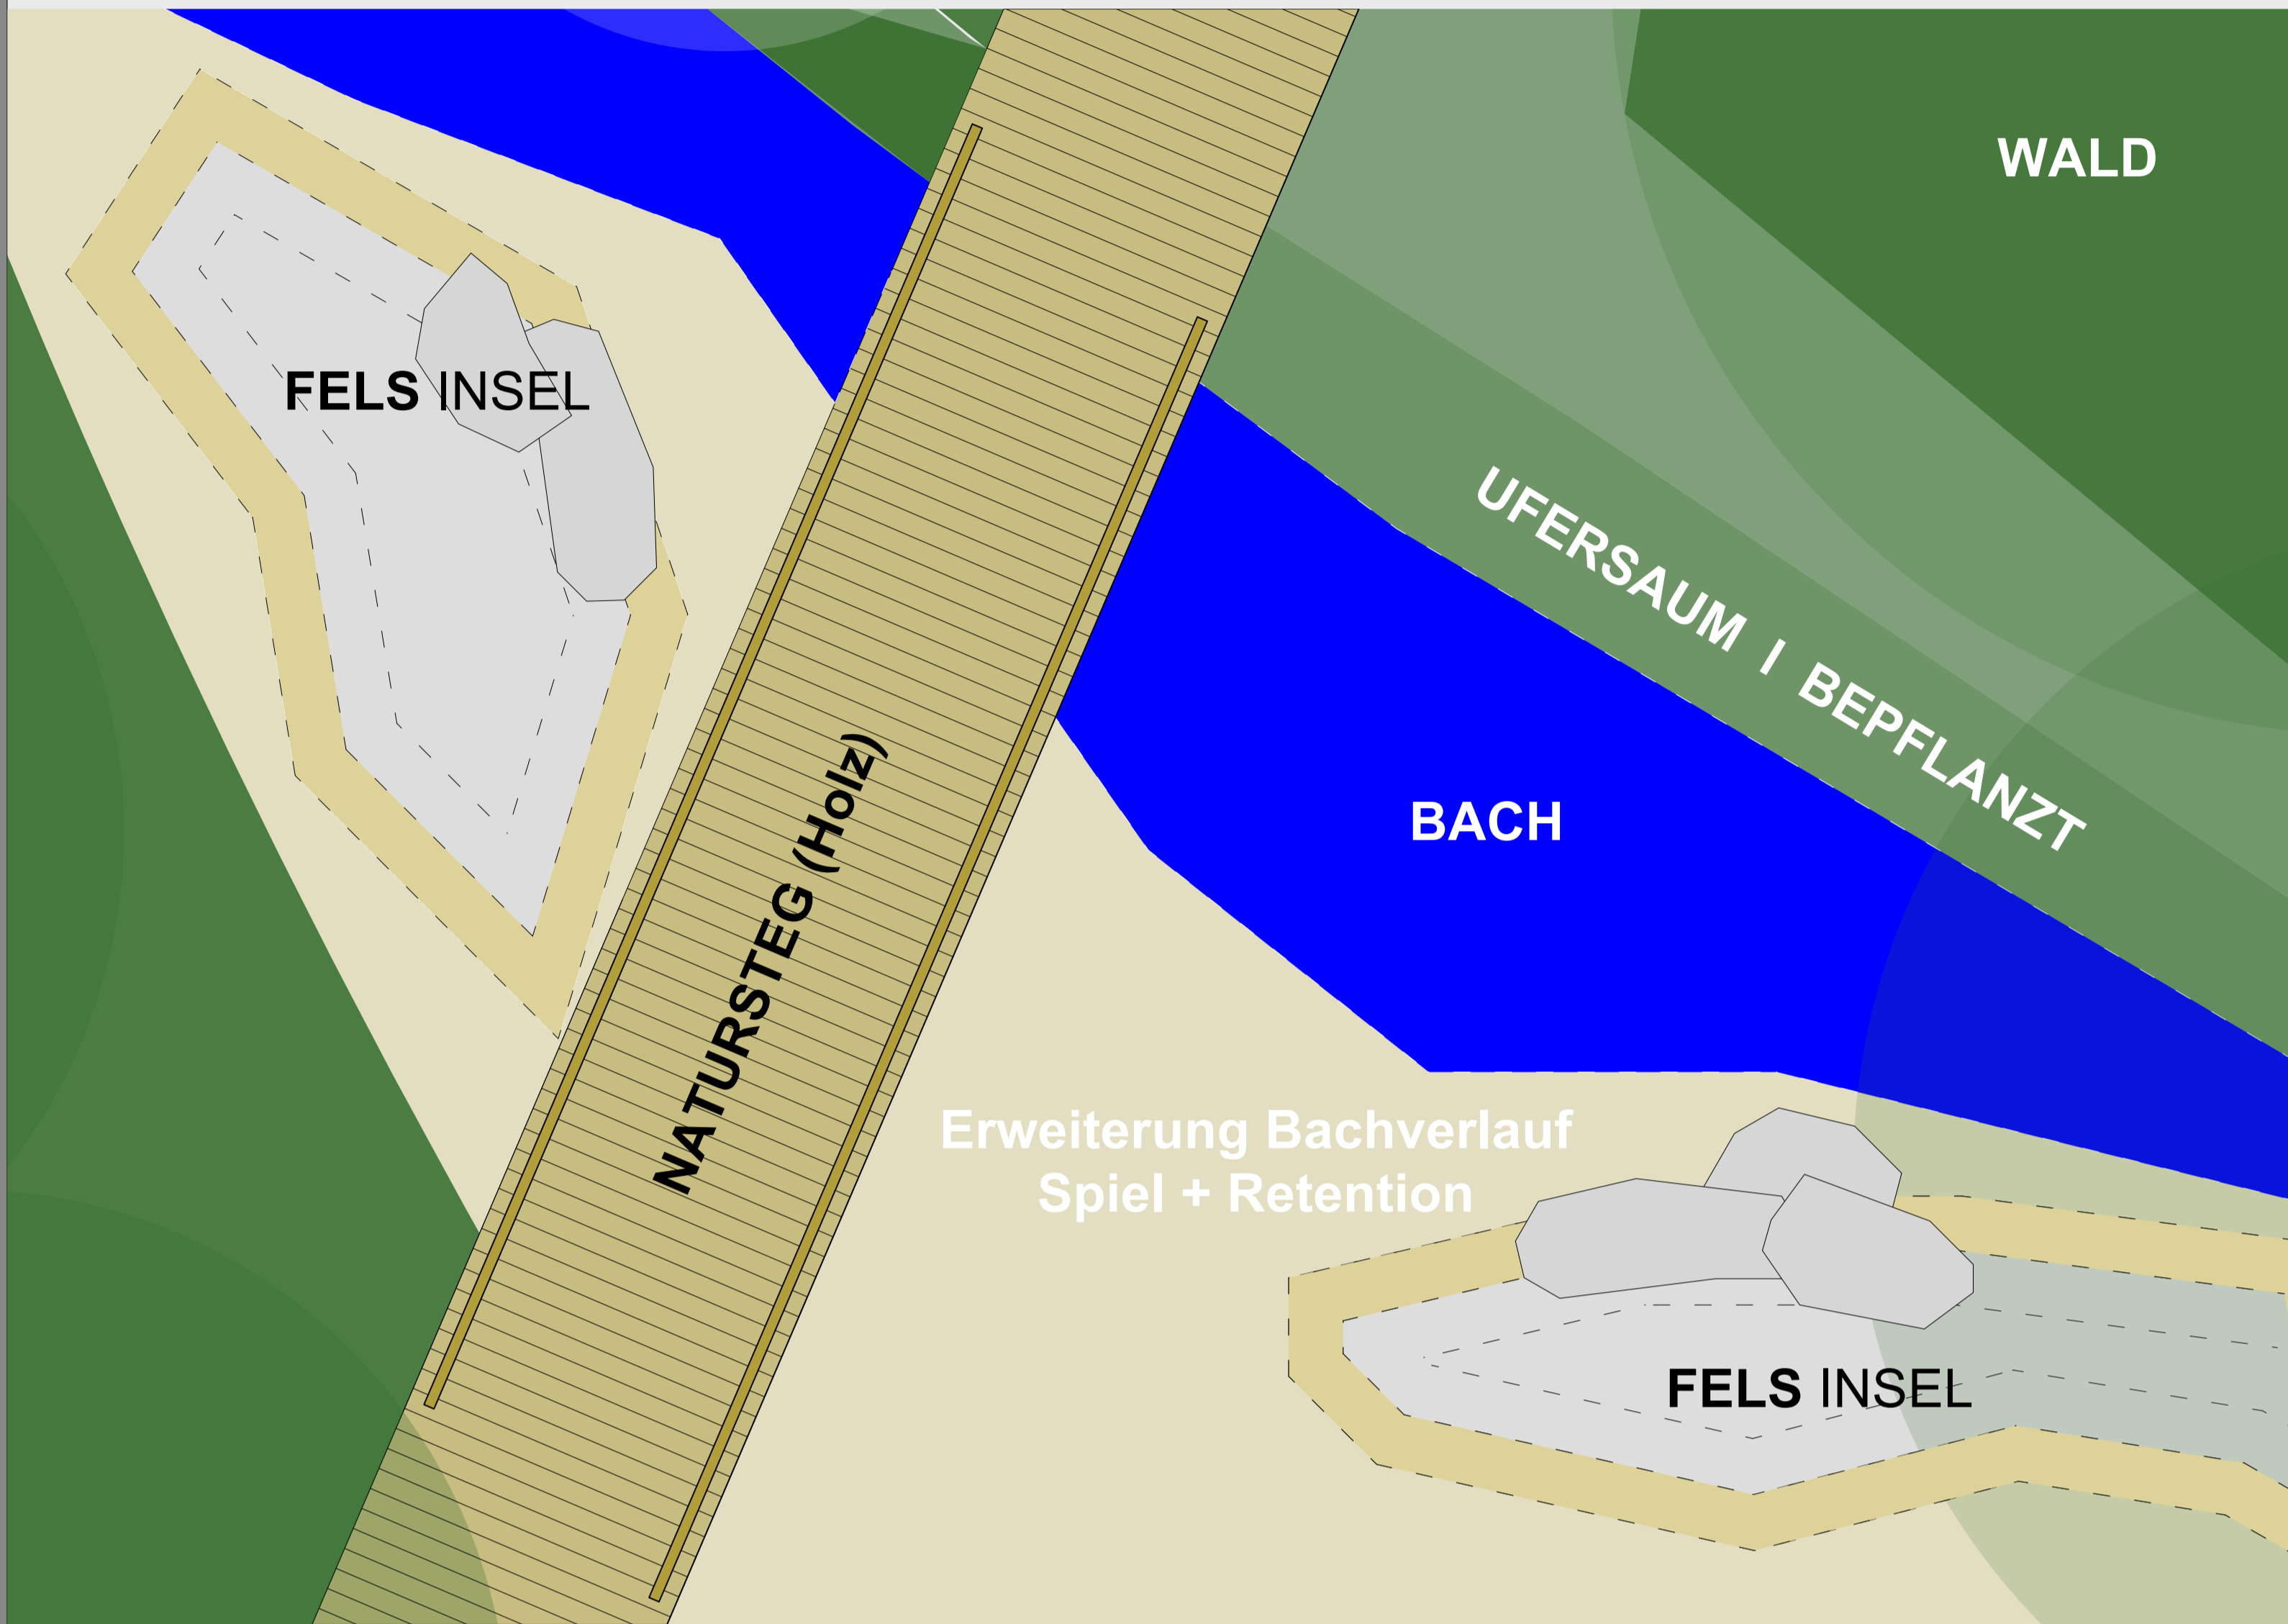 WALD
FELS INSEL
UFERSAUM | BEPFLANZT
NATURSTEG (Holz)
BACH
Erweiterung Bachverlauf
Spiel + Retention
FELS INSEL